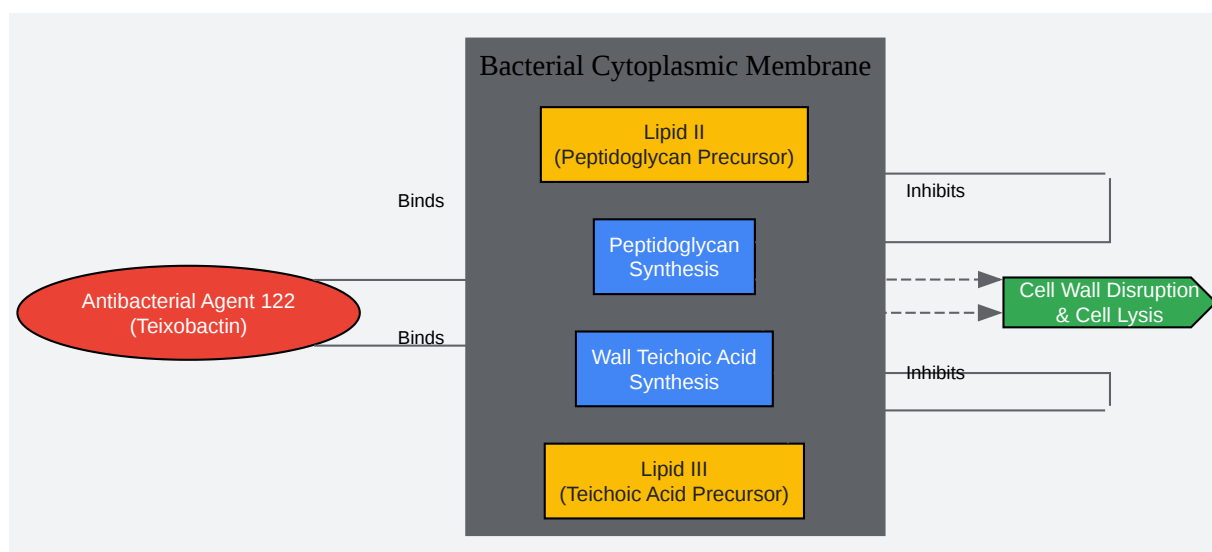 Bacterial Cytoplasmic Membrane
Lipid II
(Peptidoglycan Precursor)
Binds
Inhibits
Peptidoglycan
Synthesis
Antibacterial Agent 122
(Teixobactin)
Cell Wall Disruption
& Cell Lysis
Binds
Wall Teichoic Acid
Synthesis
Inhibits
Lipid III
(Teichoic Acid Precursor)